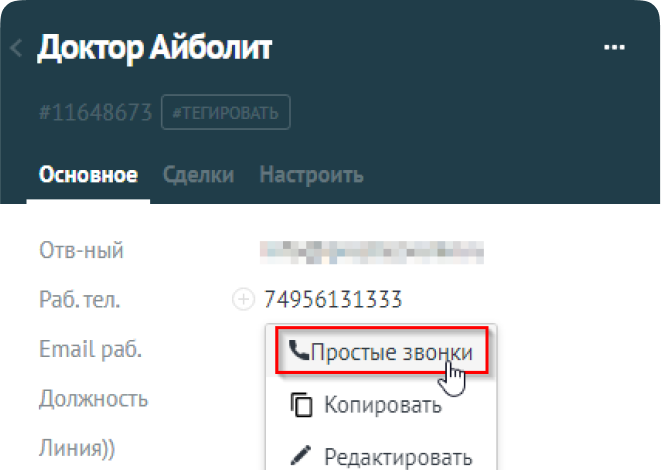 Доктор Айболит
#11648673 #ТЕГИРОВАТЬ
Основное Сделки Настроить
Отв-ный
Раб. тел. 74956131333
Простые звонки
Email раб.
Копировать
Должность
Линия))
Редактировать